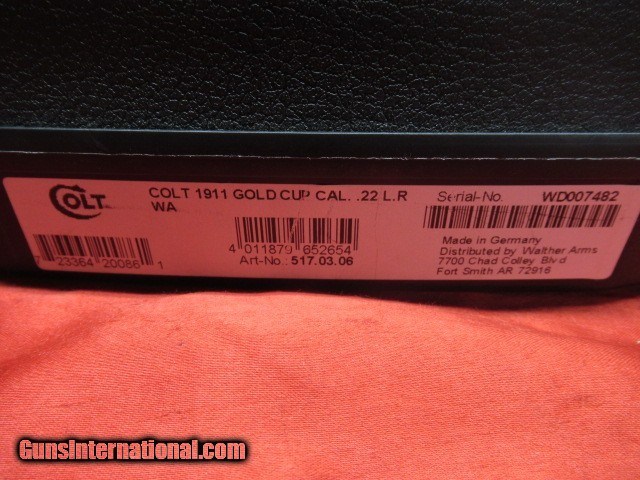 COLT
COLT 1911 GOLD CUP CAL. .22 L.R
WA
7 23364 20086 1
4 011879 652654
Art-No.: 517.03.06
Serial-No. WD007482
Made in Germany
Distributed by Walther Arms
7700 Chad Colley Blvd
Fort Smith AR 72916
GunsInternational.com